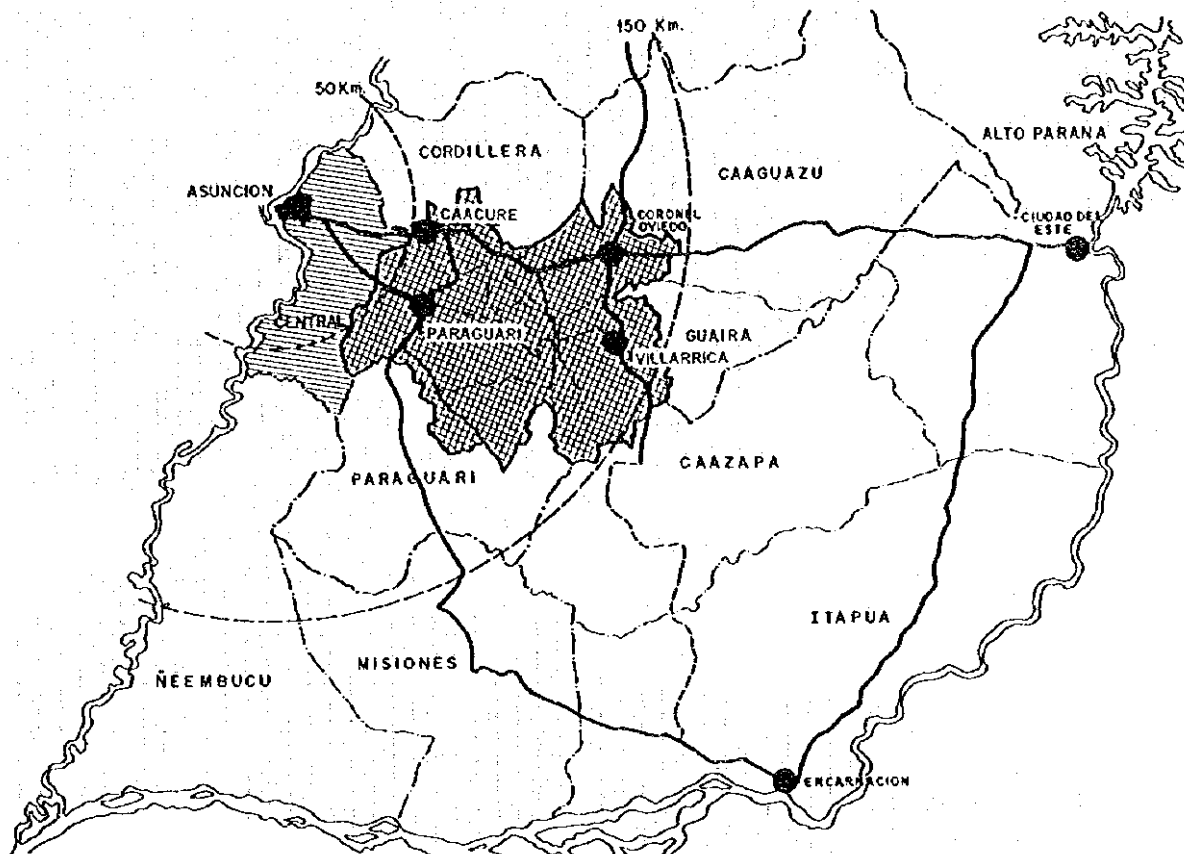 150 Km.
50Km.
ALTO PARANA
CORDILLERA
CAAGUAZU
ASUNCION
m
CAACURE
CORONEL
OVIEDO
CIUDAD DEL
ESTE
CENTRAL
PARAGUARI
GUAIRA
VILLARRICA
PARAGUARI
CAAZAPA
ITAPUA
MISIONES
ÑEEMBUCU
ENCARNACION